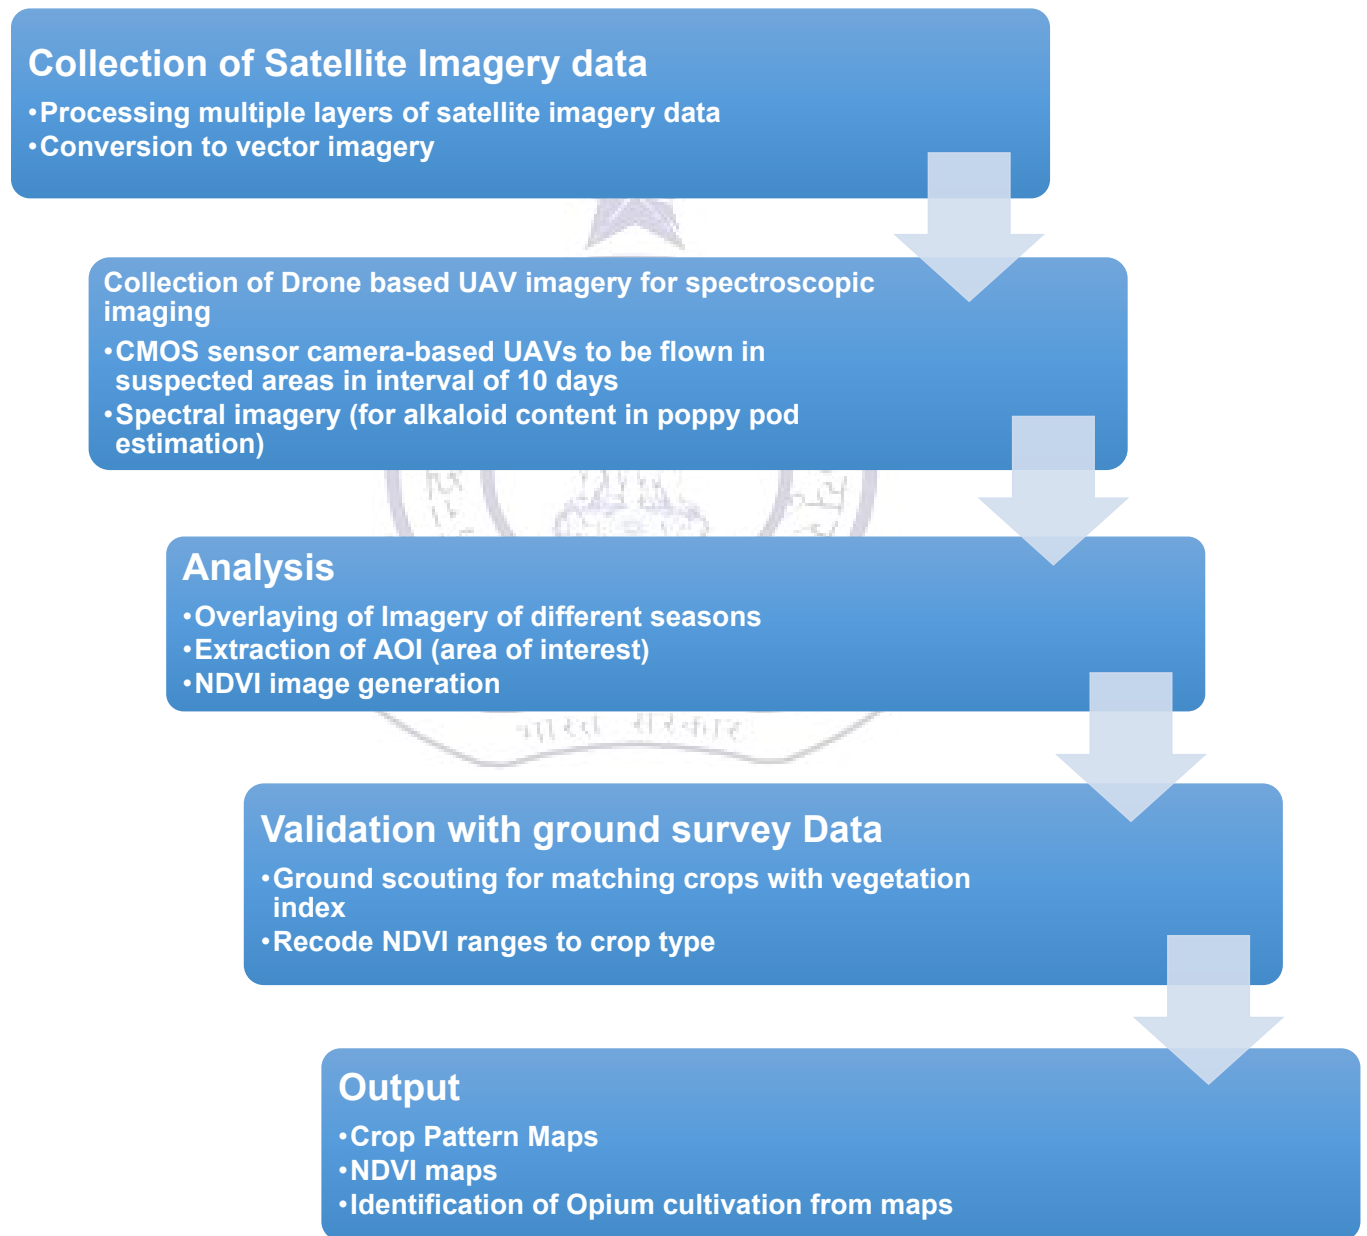 Collection of Satellite Imagery data
•Processing multiple layers of satellite imagery data
•Conversion to vector imagery
Collection of Drone based UAV imagery for spectroscopic
imaging
•CMOS sensor camera-based UAVs to be flown in
suspected areas in interval of 10 days
•Spectral imagery (for alkaloid content in poppy pod
estimation)
Analysis
•Overlaying of Imagery of different seasons
•Extraction of AOI (area of interest)
•NDVI image generation
भारत सरकार
Validation with ground survey Data
•Ground scouting for matching crops with vegetation
index
•Recode NDVI ranges to crop type
Output
•Crop Pattern Maps
•NDVI maps
•Identification of Opium cultivation from maps